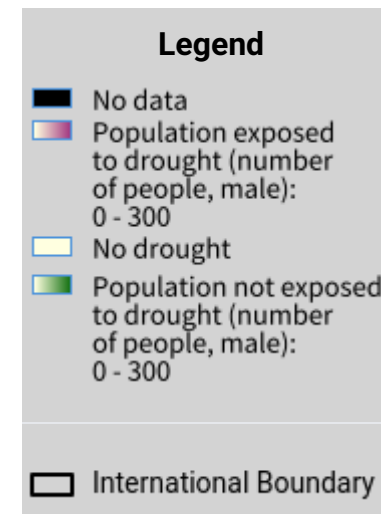 Legend
No data
Population exposed
to drought (number
of people, male):
0 - 300
No drought
Population not exposed
to drought (number
of people, male):
0 - 300
International Boundary